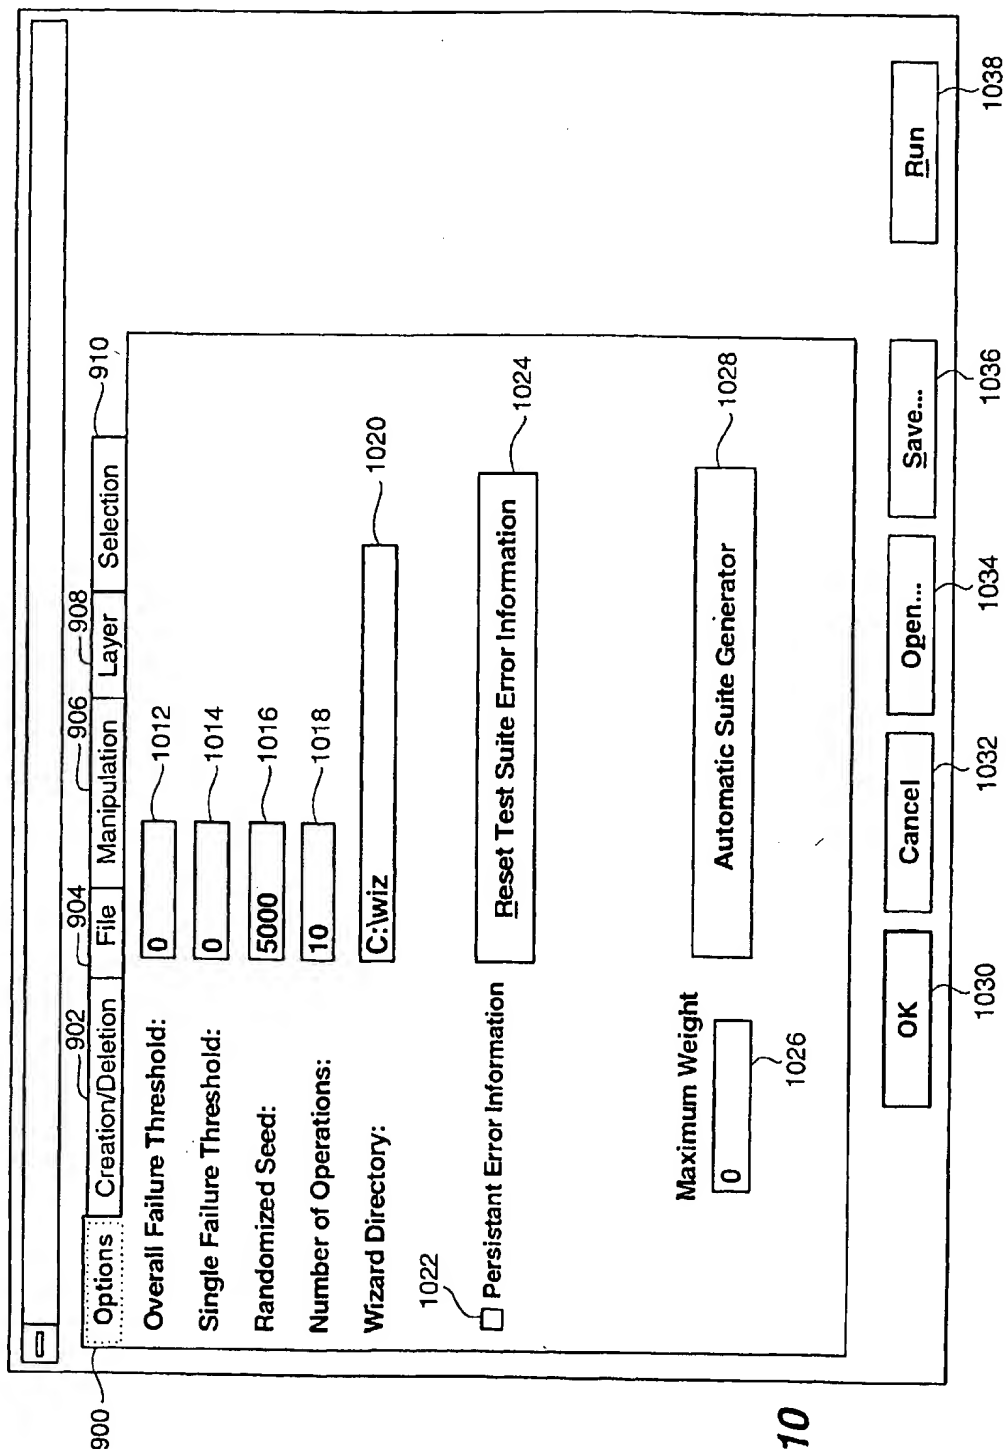 902 904 906 908
910
900
Options Creation/Deletion File Manipulation Layer Selection
Overall Failure Threshold: 0 1012
Single Failure Threshold: 0 1014
Randomized Seed: 5000 1016
Number of Operations: 10 1018
Wizard Directory: C:\wiz 1020
1022
Persistant Error Information Reset Test Suite Error Information 1024
Maximum Weight
0 Automatic Suite Generator 1028
1026
OK Cancel Open... Save... Run
1030 1032 1034 1036 1038
10